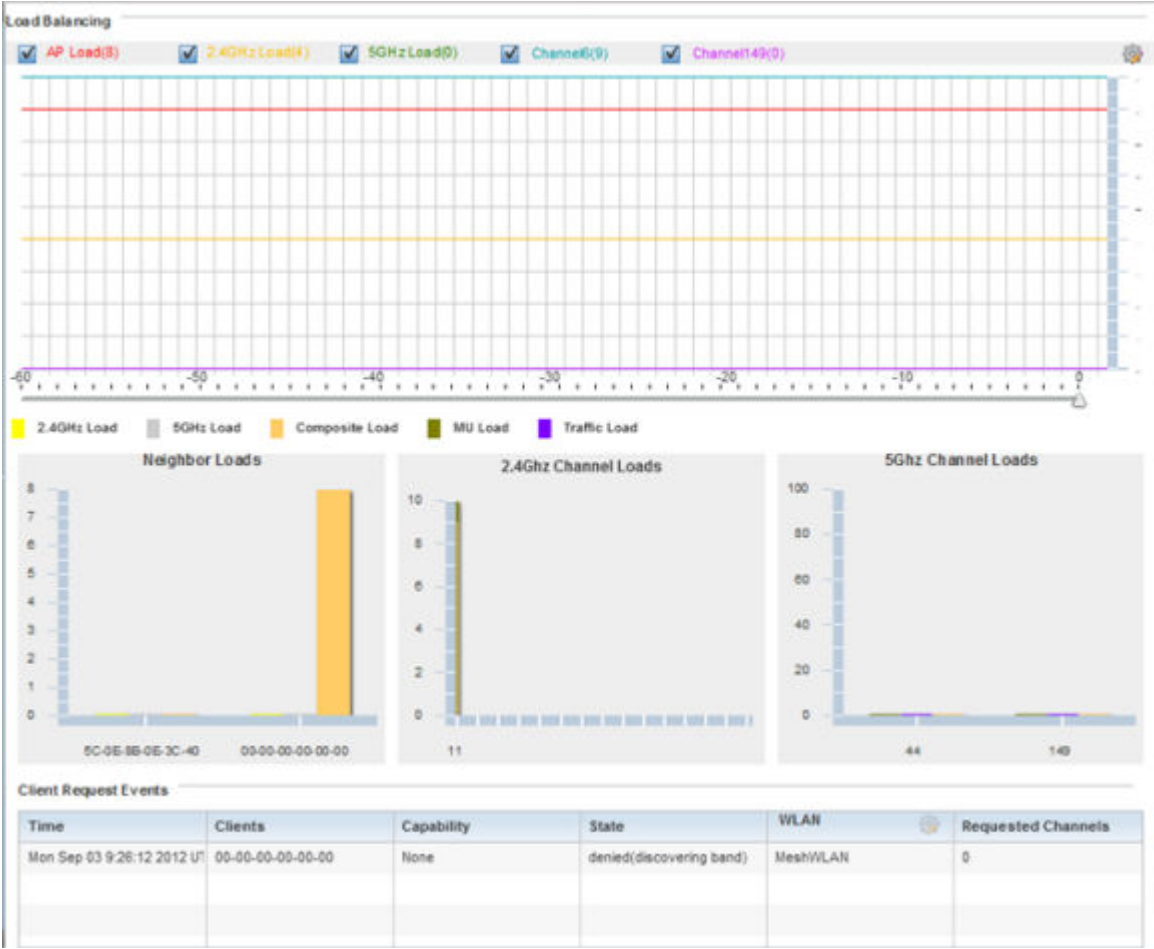 Load Balancing
AP Load(8) 2.4GHz Load(4) 5GHz Load(0) Channel6(9) Channel149(0)
-60 -50 -40 -30 -20 -10 0
2.4GHz Load 5GHz Load Composite Load MU Load Traffic Load
Neighbor Loads
8
7
6
5
4
3
2
1
0
5C-0E-8B-0E-3C-40 00-00-00-00-00-00
2.4Ghz Channel Loads
10
8
6
4
2
0
11
5Ghz Channel Loads
100
80
60
40
20
0
44 149
Client Request Events
Time Clients Capability State WLAN Requested Channels
Mon Sep 03 9:26:12 2012 UT 00-00-00-00-00-00 None denied(discovering band) MeshWLAN 0